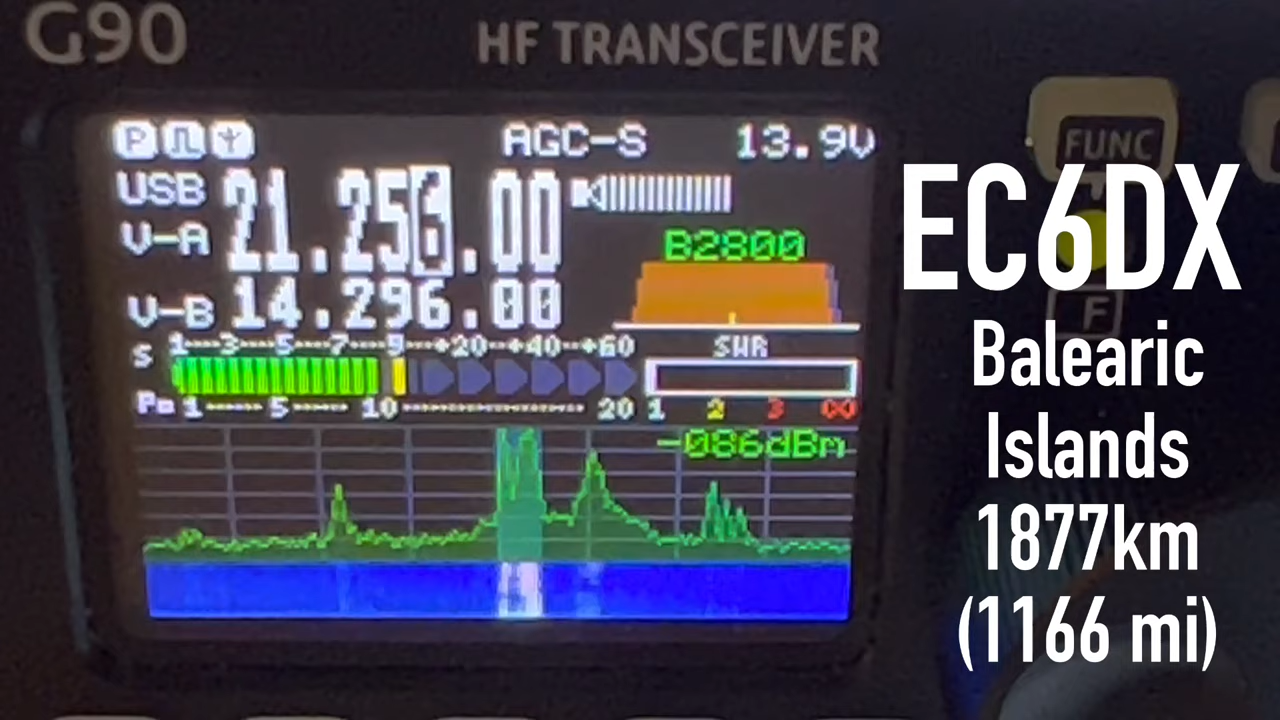 G90 HF TRANSCEIVER
P AGC-S 13.9V
FUNC
USB 21.256.00
V-A
B2800
V-B 14.296.00
F
S 1 3 5 7 9 +20 +40 +60 SWR
Po 1 5 10 20 1 2 3 ∞
-086dBm
EC6DX
Balearic
Islands
1877km
(1166 mi)